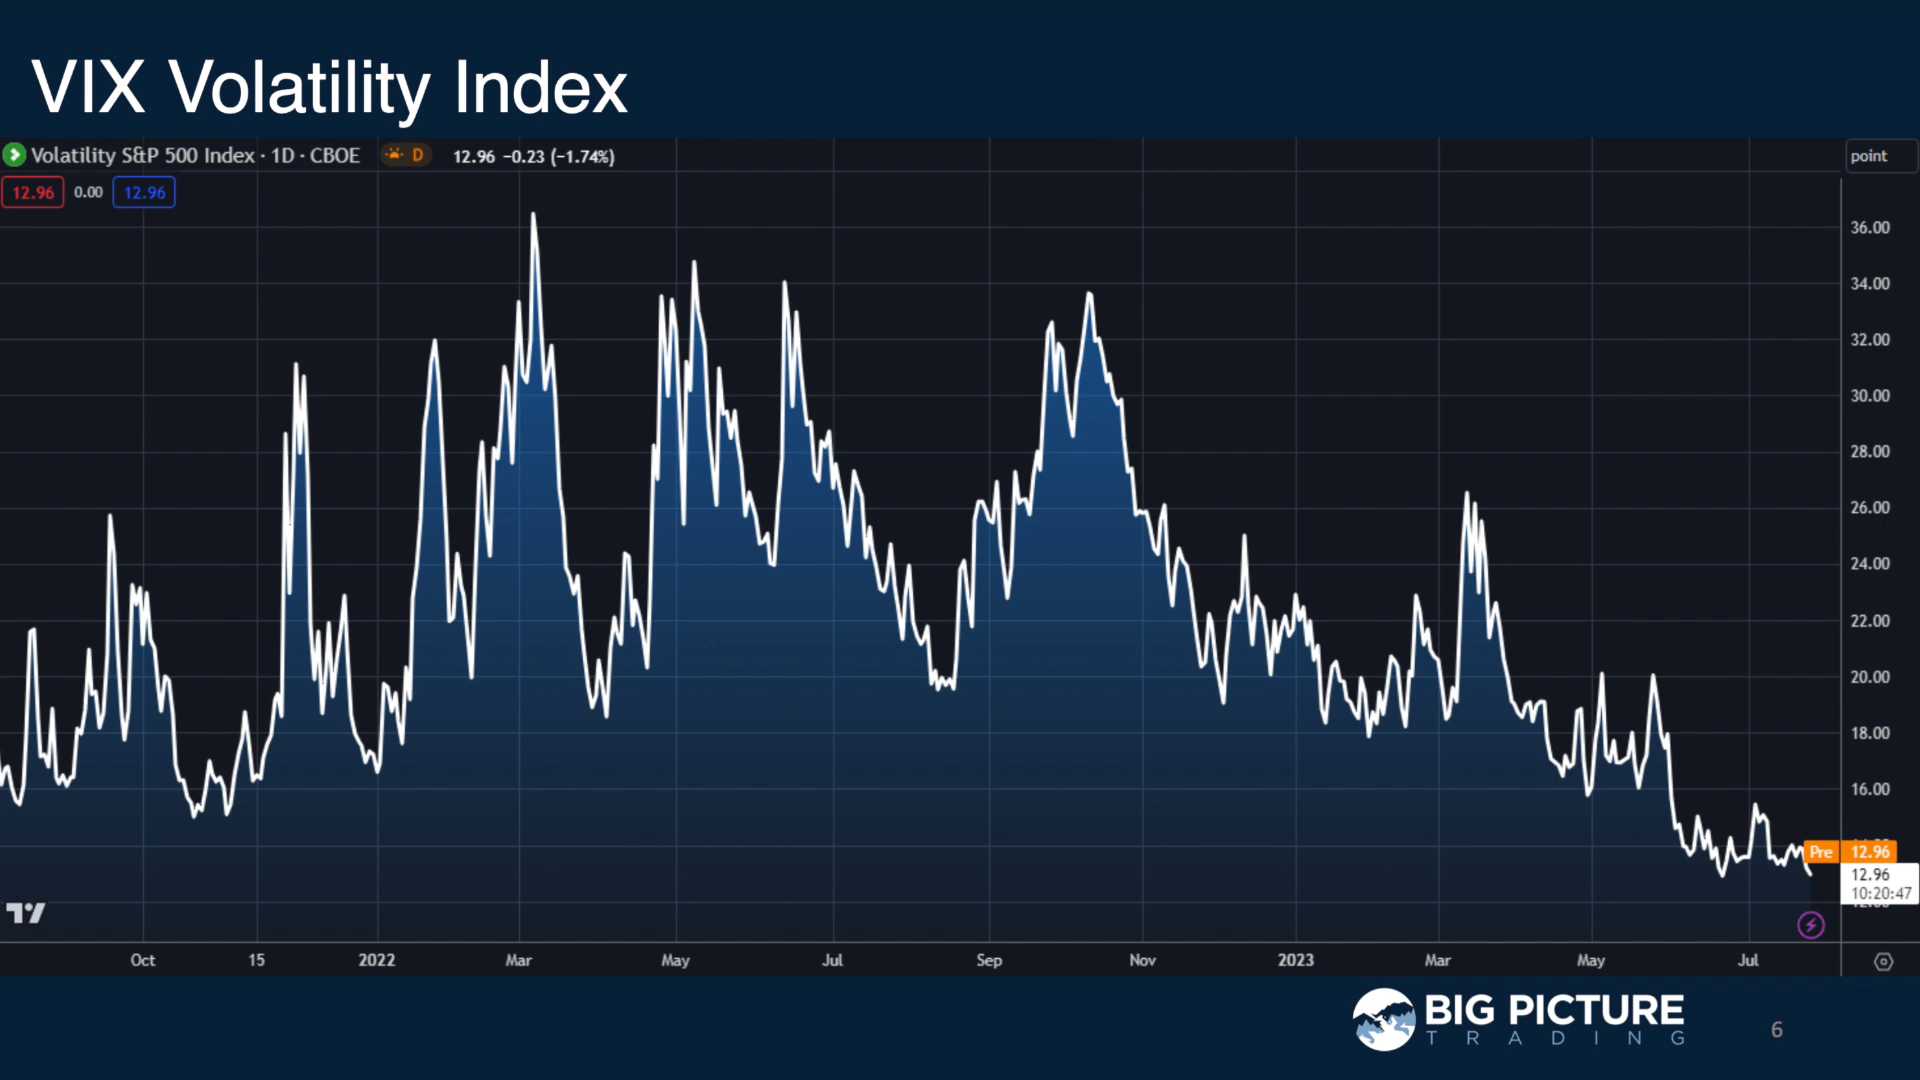 VIX Volatility Index
Volatility S&P 500 Index · 1D · CBOE D 12.96 −0.23 (−1.74%)
point
12.96 0.00 12.96
36.00
34.00
32.00
30.00
28.00
26.00
24.00
22.00
20.00
18.00
16.00
Pre 12.96
12.96
10:20:47
Oct 15 2022 Mar May Jul Sep Nov 2023 Mar May Jul
BIG PICTURE
TRADING
6